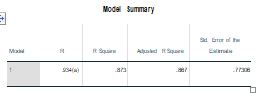 Model Summary
Std. Error of the
Model R R Square Adjusted R Square Estimate
1 .934(a) .873 .867 .77306